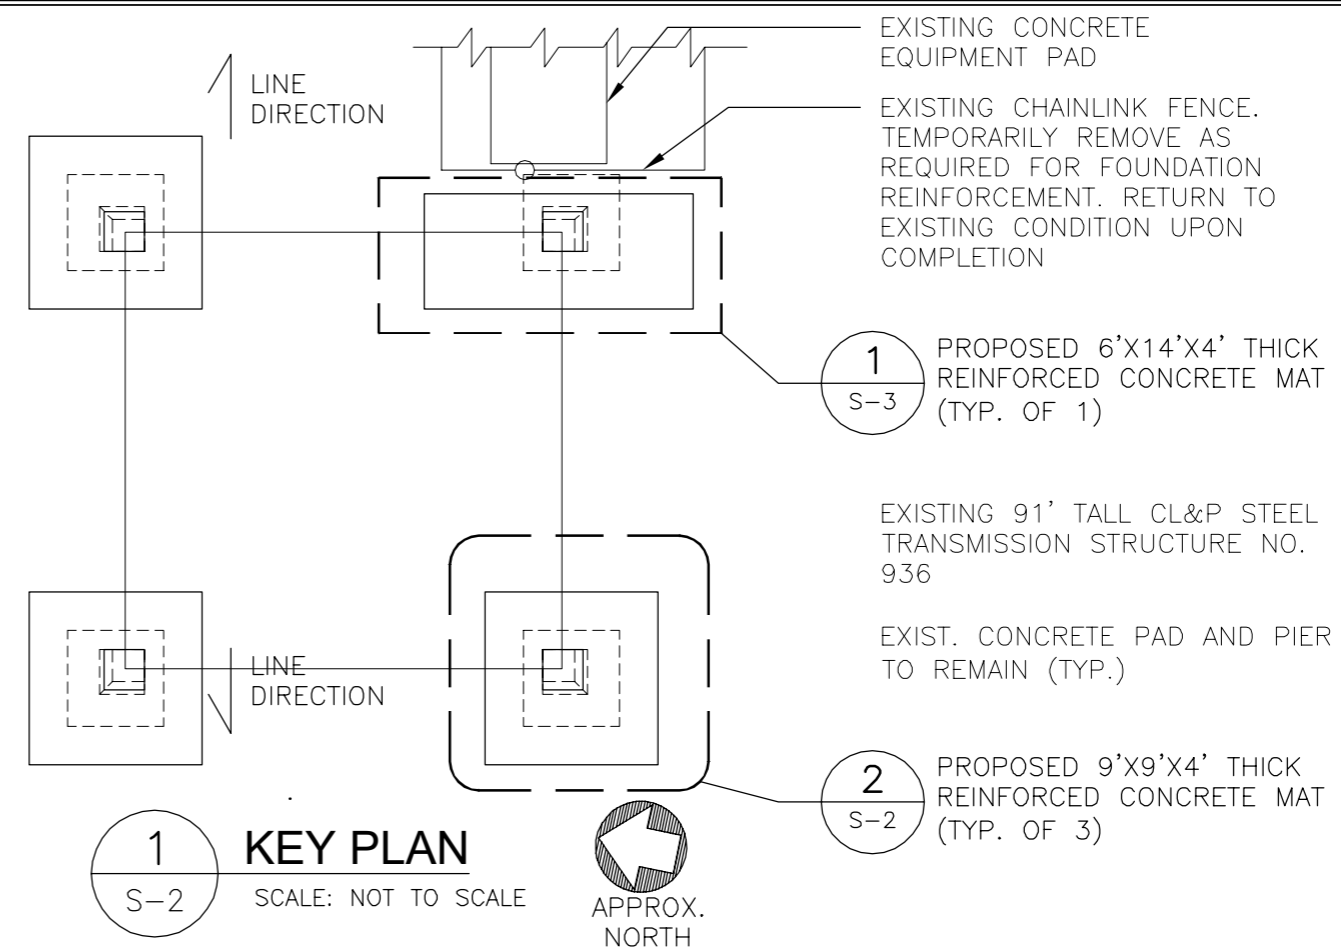 EXISTING CONCRETE
EQUIPMENT PAD
LINE
DIRECTION
EXISTING CHAINLINK FENCE.
TEMPORARILY REMOVE AS
REQUIRED FOR FOUNDATION
REINFORCEMENT. RETURN TO
EXISTING CONDITION UPON
COMPLETION
1
S-3
PROPOSED 6'X14'X4' THICK
REINFORCED CONCRETE MAT
(TYP. OF 1)
EXISTING 91' TALL CL&P STEEL
TRANSMISSION STRUCTURE NO.
936
EXIST. CONCRETE PAD AND PIER
TO REMAIN (TYP.)
LINE
DIRECTION
2
S-2
PROPOSED 9'X9'X4' THICK
REINFORCED CONCRETE MAT
(TYP. OF 3)
1
S-2
KEY PLAN
SCALE: NOT TO SCALE
APPROX.
NORTH